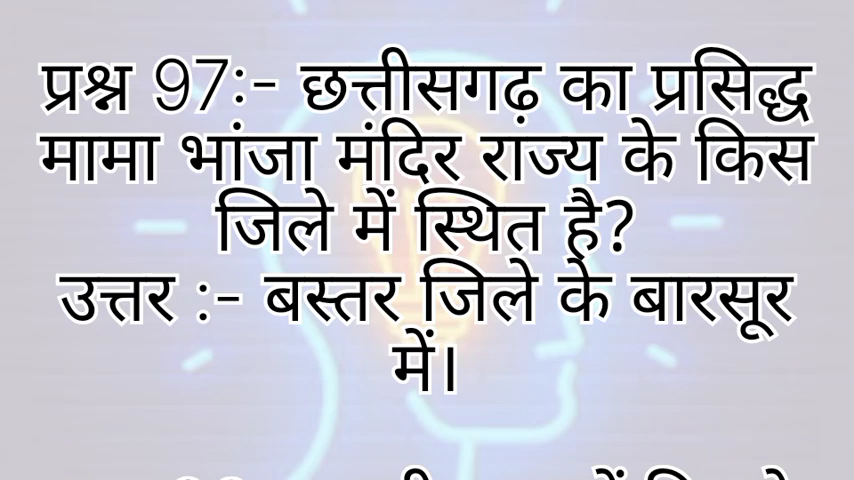 प्रश्न 97:- छत्तीसगढ़ का प्रसिद्ध
मामा भांजा मंदिर राज्य के किस
जिले में स्थित है?
उत्तर :- बस्तर जिले के बारसूर
में।